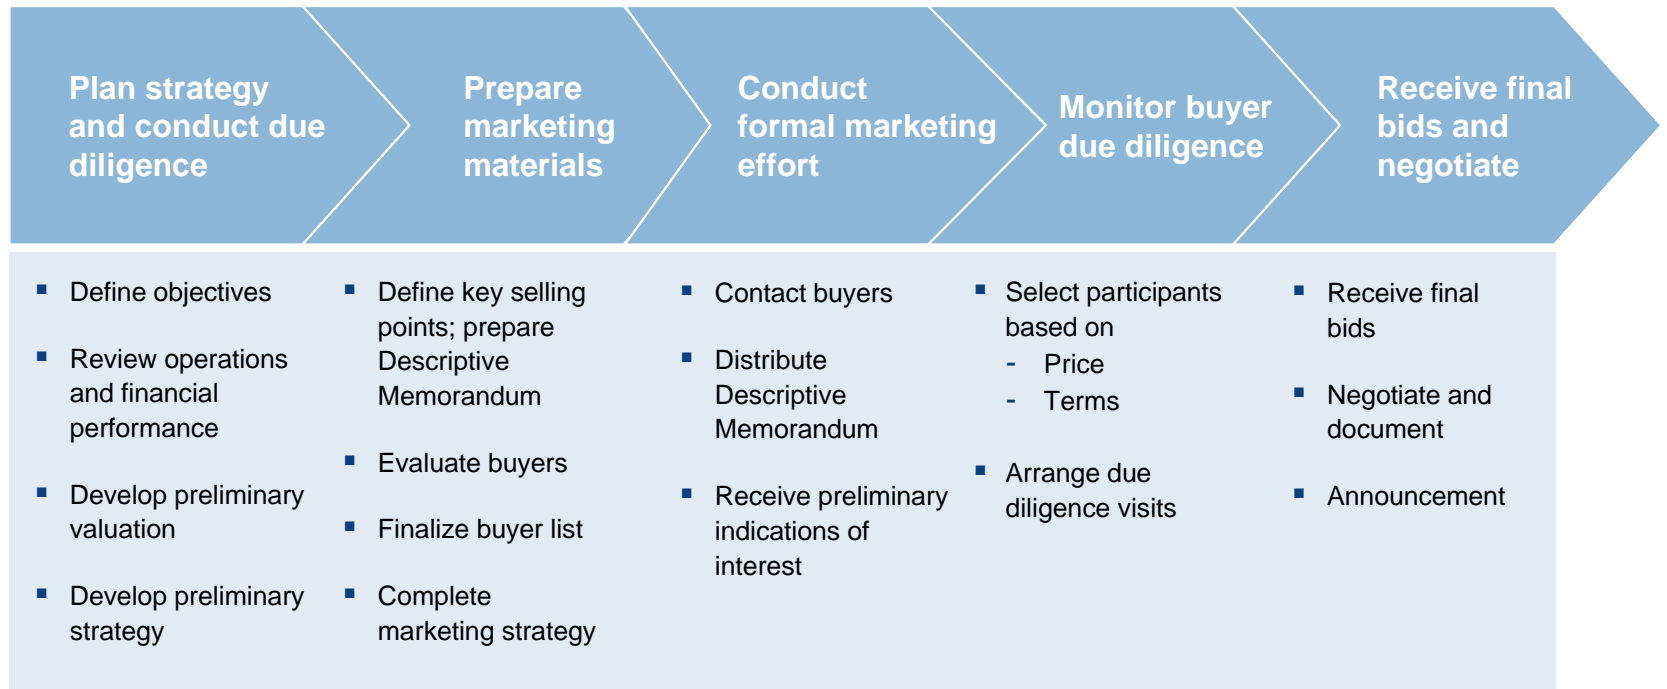 Plan strategy
and conduct due
diligence
Prepare
marketing
materials
Conduct
formal marketing
effort
Monitor buyer
due diligence
Receive final
bids and
negotiate
▪ Define objectives
▪ Review operations
and financial
performance
▪ Develop preliminary
valuation
▪ Develop preliminary
strategy
▪ Define key selling
points; prepare
Descriptive
Memorandum
▪ Evaluate buyers
▪ Finalize buyer list
▪ Complete
marketing strategy
▪ Contact buyers
▪ Distribute
Descriptive
Memorandum
▪ Receive preliminary
indications of
interest
▪ Select participants
based on
- Price
- Terms
▪ Arrange due
diligence visits
▪ Receive final
bids
▪ Negotiate and
document
▪ Announcement